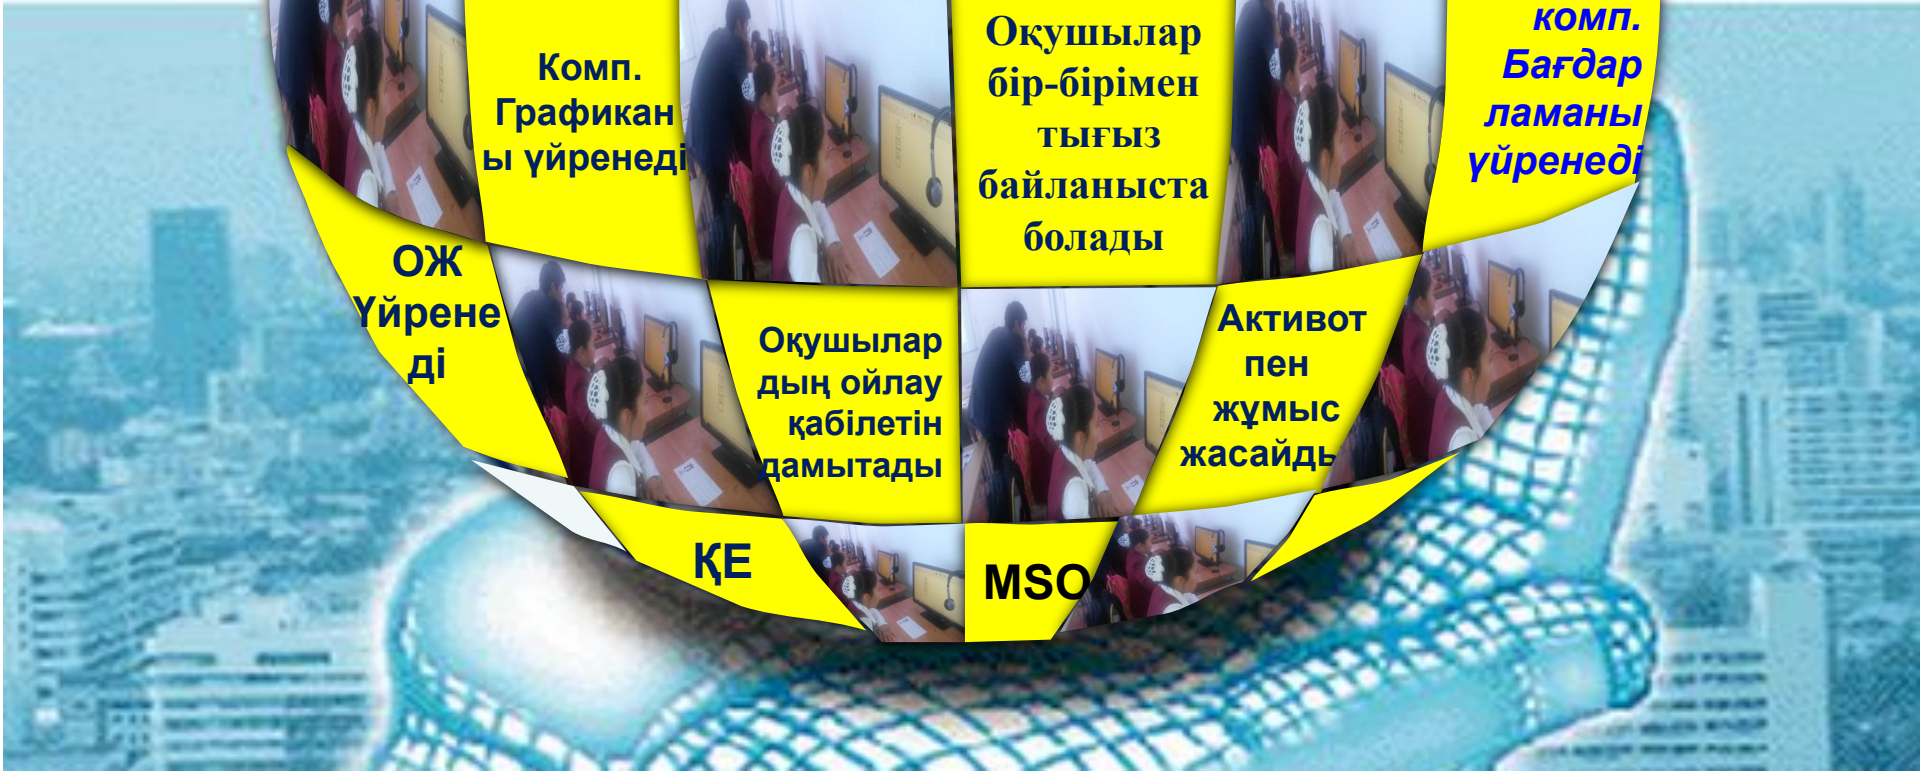 Комп.
Графикан
ы үйренеді
Оқушылар
бір-бірімен
тығыз
байланыста
болады
комп.
Бағдар
ламаны
үйренеді
ОЖ
Үйрене
ді
Оқушылар
дың ойлау
қабілетін
дамытады
Активот
пен
жұмыс
жасайды
ҚЕ
MSO